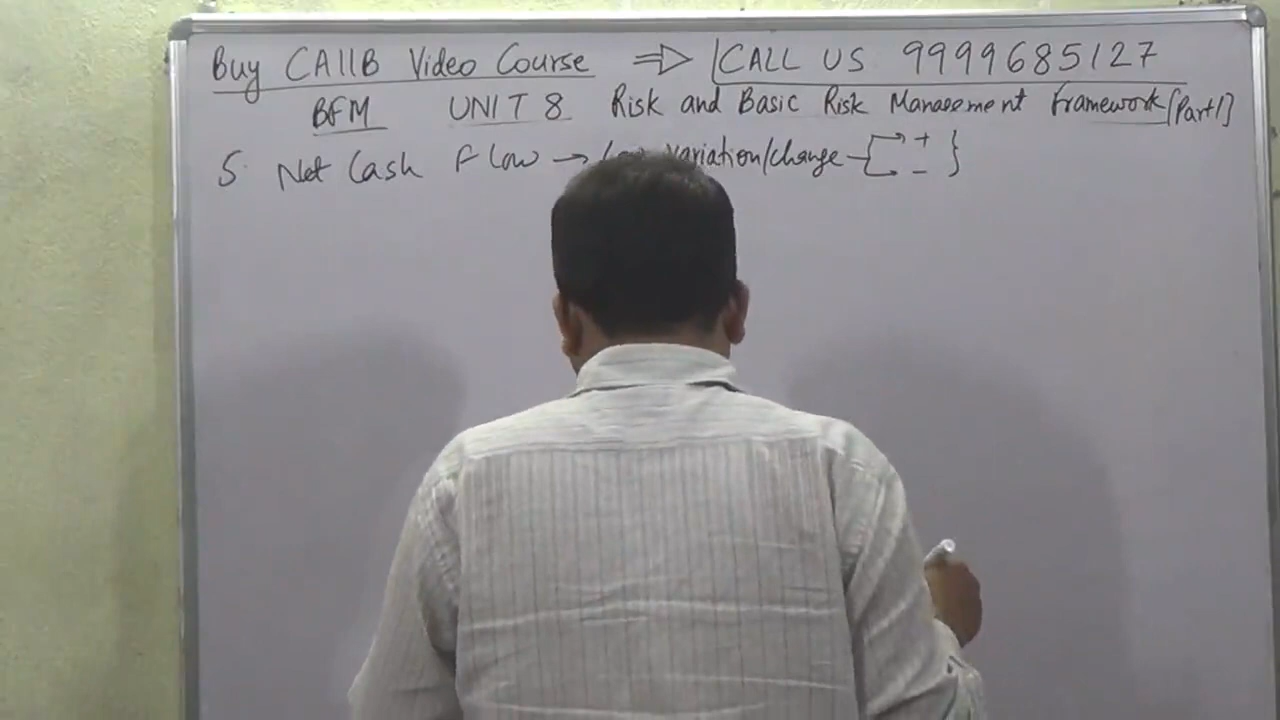 Buy CAIIB Video Course ⇒ CALL US 9999685127
BFM UNIT 8 Risk and Basic Risk Management Framework [Part 1]
5. Net Cash Flow → variation/change + } -